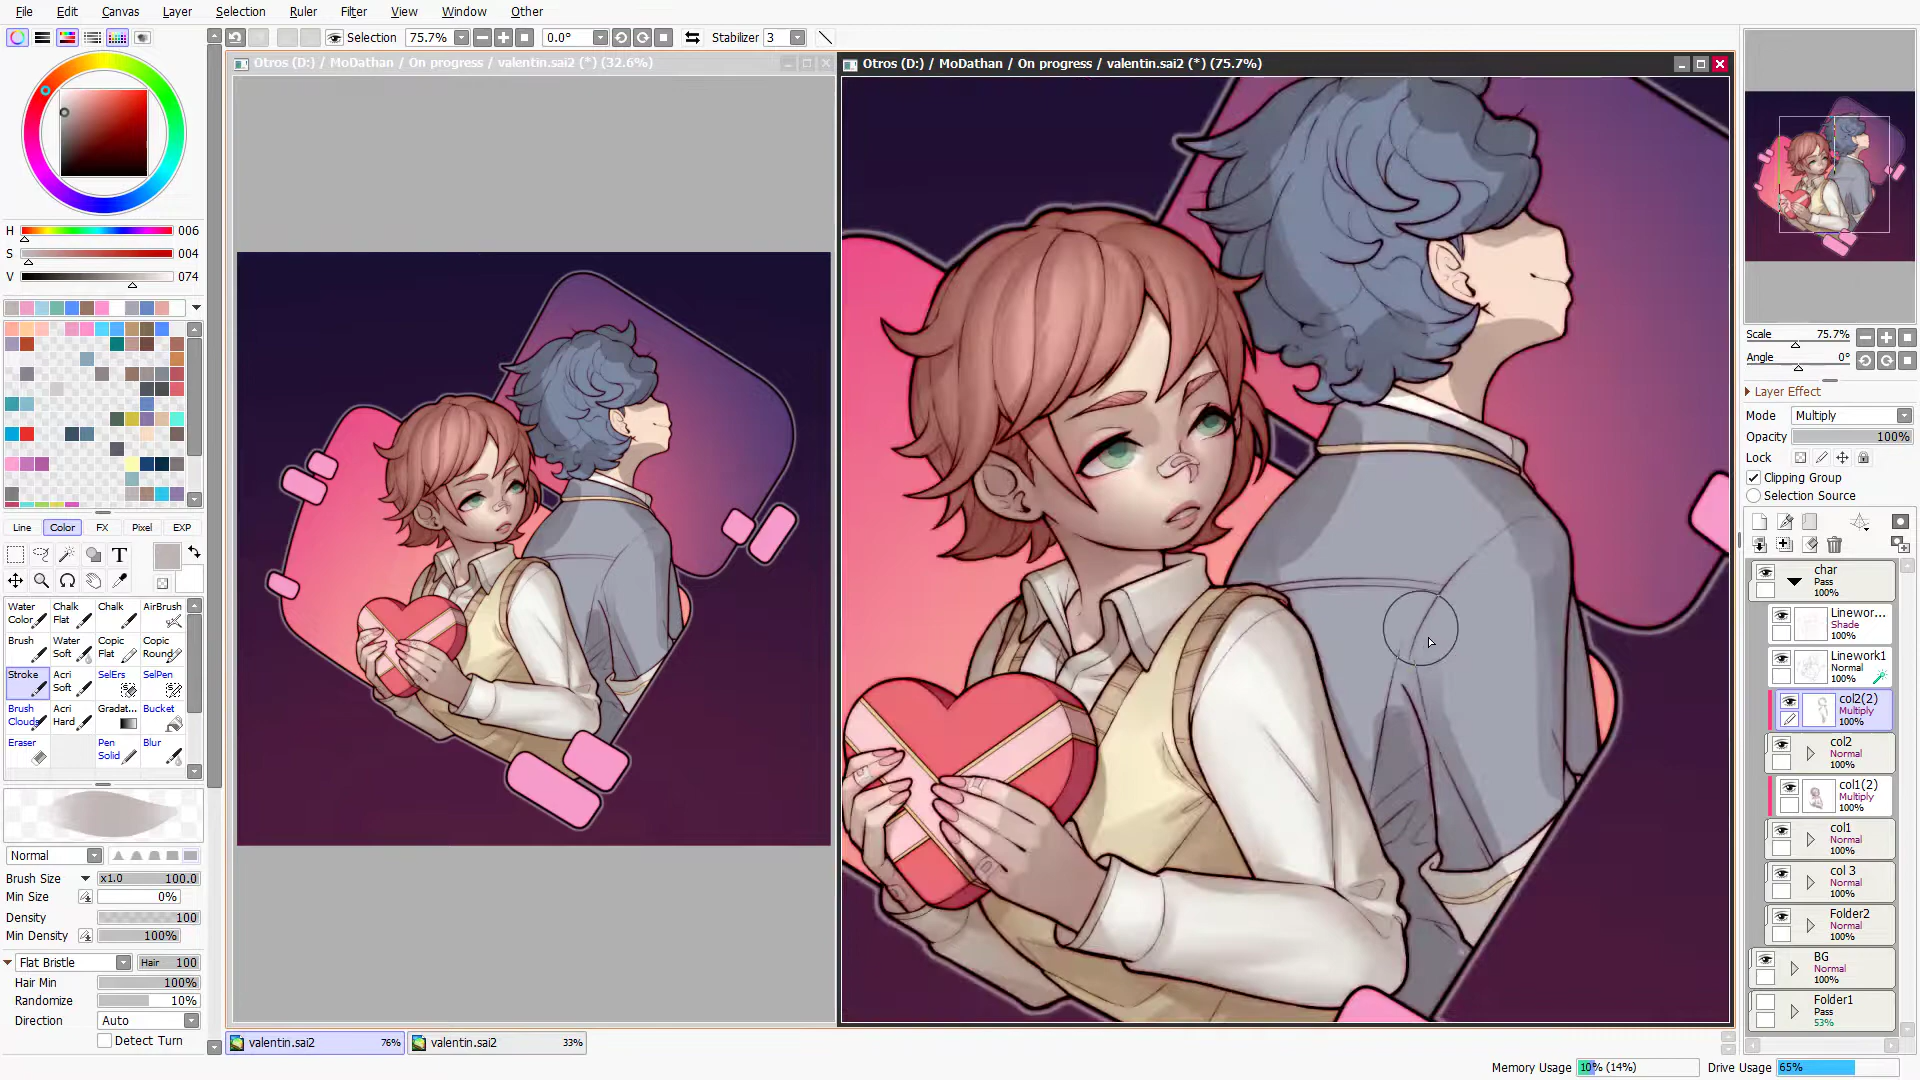 File Edit Canvas Layer Selection Ruler Filter View Window Other
Selection 75.7% 0.0° Stabilizer 3
Otros (D:) / MoDathan / On progress / valentin.sai2 (*) (32.6%)
Otros (D:) / MoDathan / On progress / valentin.sai2 (*) (75.7%)
H 006
S 004
V 074
Line Color FX Pixel EXP
T
Water Color
Chalk Flat
Chalk
AirBrush
Brush
Water Soft
Copic Flat
Copic Round
Stroke
Acri Soft
SelErs
SelPen
Brush Clouds
Acri Hard
Gradat...
Bucket
Eraser
Pen Solid
Blur
Normal
Brush Size x1.0 100.0
Min Size 0%
Density 100
Min Density 100%
Flat Bristle Hair 100
Hair Min 100%
Randomize 10%
Direction Auto
Detect Turn
valentin.sai2 76%
valentin.sai2 33%
Scale 75.7%
Angle 0°
Layer Effect
Mode Multiply
Opacity 100%
Lock
Clipping Group
Selection Source
char
Pass
100%
Linewor...
Shade
100%
Linework1
Normal
100%
col2(2)
Multiply
100%
col2
Normal
100%
col1(2)
Multiply
100%
col1
Normal
100%
col 3
Normal
100%
Folder2
Normal
100%
BG
Normal
100%
Folder1
Pass
53%
Memory Usage 10% (14%) Drive Usage 65%